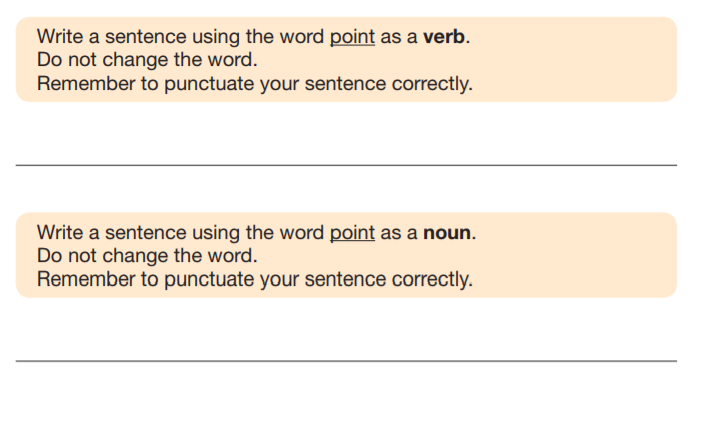 Write a sentence using the word point as a verb.
Do not change the word.
Remember to punctuate your sentence correctly.
Write a sentence using the word point as a noun.
Do not change the word.
Remember to punctuate your sentence correctly.